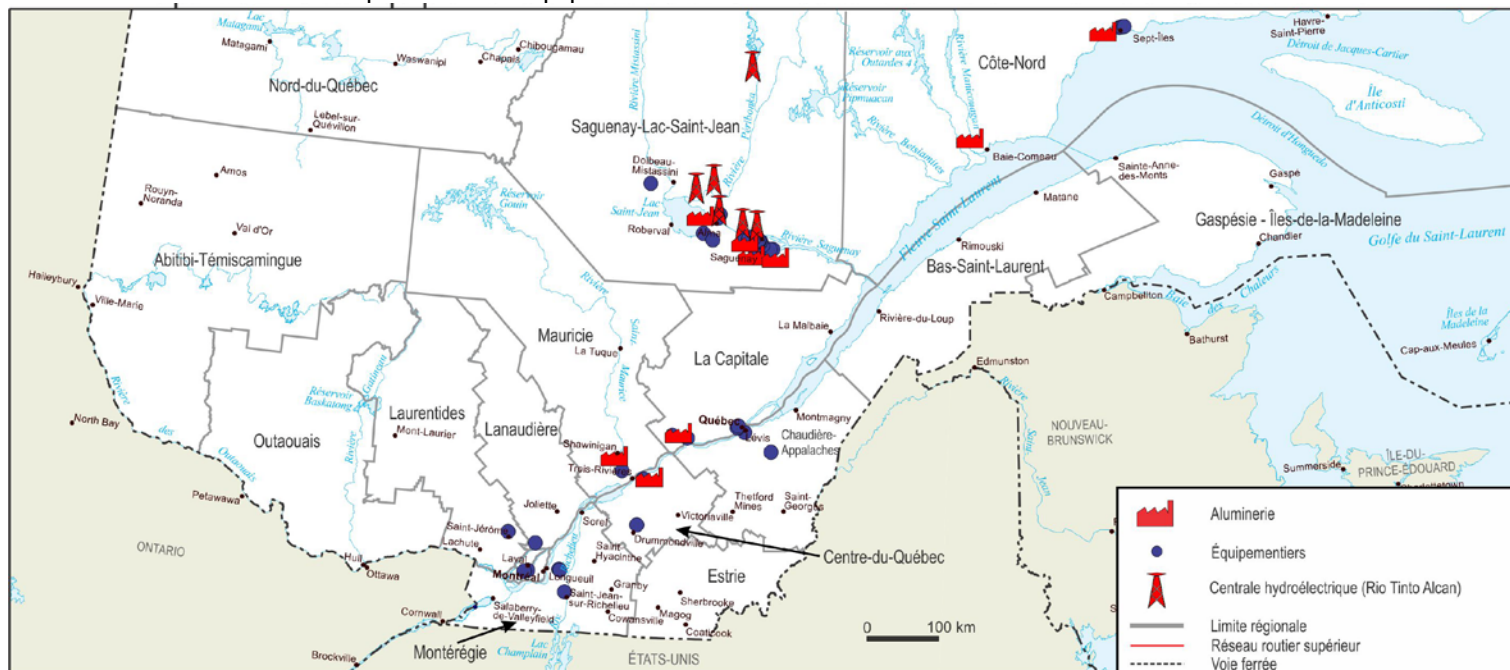 Lac
Matagami
Matagami
Waswanipi
Chapais
Chibougamau
Nord-du-Québec
Lebel-sur-
Quévillon
Rivière Mistassini
Saguenay-Lac-Saint-Jean
Rivière
Péribonka
Dolbeau-
Mistassini
Lac
Saint-Jean
Roberval
Alma
Saguenay
Rivière Saguenay
Réservoir aux
Outardes 4
Rivière Manicouagan
Réservoir
Pipmuacan
Rivière Betsiamites
Côte-Nord
Sept-Îles
Havre-
Saint-Pierre
Détroit de Jacques-Cartier
Île
d'Anticosti
Détroit d'Honguedo
Baie-Comeau
Sainte-Anne-
des-Monts
Matane
Gaspé
Gaspésie - Îles-de-la-Madeleine
Chandler
Golfe du Saint-Laurent
Fleuve Saint-Laurent
Rimouski
Bas-Saint-Laurent
Rivière-du-Loup
Campbellton
Baie
des
Chaleurs
Bathurst
Îles de la
Madeleine
Cap-aux-Meules
Amos
Rouyn-
Noranda
Val d'Or
Abitibi-Témiscamingue
Haileybury
Ville-Marie
Réservoir
Gouin
Rivière
Saint-
Maurice
Mauricie
La Tuque
La Malbaie
La Capitale
Edmunston
Rivière
Saint
Jean
NOUVEAU-
BRUNSWICK
ÎLE-DU-
PRINCE-ÉDOUARD
Summerside
Charlottetown
Réservoir
Baskatong
Gatineau
Rivière
Laurentides
Mont-Laurier
Lanaudière
Outaouais
North Bay
Rivière
des
Outaouais
Petawawa
Shawinigan
Trois-Rivières
Québec
Lévis
Montmagny
Chaudière-
Appalaches
Thetford
Mines
Saint-
Georges
Victoriaville
Joliette
Sorel
Drummondville
Centre-du-Québec
Saint-Jérôme
Lachute
Laval
Montréal
Longueuil
Richelieu
Saint-
Hyacinthe
Granby
Estrie
Sherbrooke
Magog
Coaticook
Cowansville
Saint-Jean-
sur-Richelieu
Salaberry-
de-Valleyfield
ONTARIO
Hull
Ottawa
Cornwall
Brockville
Montérégie
Lac
Champlain
ÉTATS-UNIS
0 100 km
Aluminerie
Équipementiers
Centrale hydroélectrique (Rio Tinto Alcan)
Limite régionale
Réseau routier supérieur
Voie ferrée